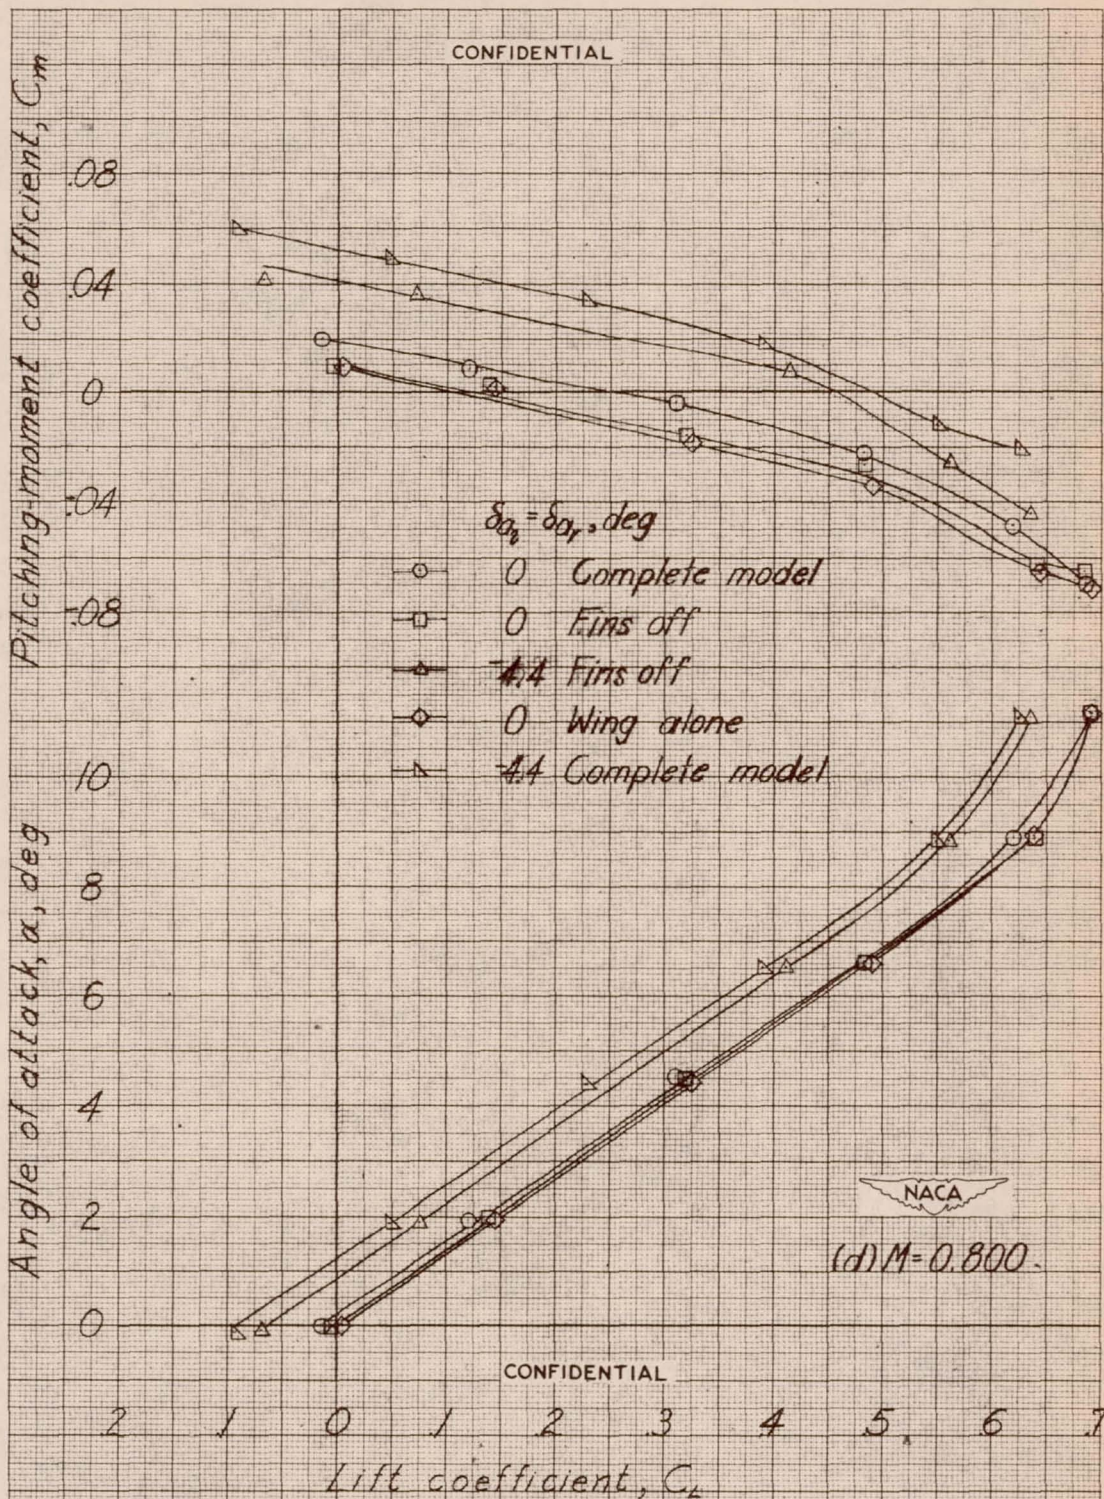 CONFIDENTIAL
Pitching-moment coefficient, Cm
.08
.04
0
-.04
-.08
δaₗ = δaᵣ, deg
0 Complete model
0 Fins off
-4.4 Fins off
0 Wing alone
-4.4 Complete model
Angle of attack, α, deg
10
8
6
4
2
0
NACA
(d) M = 0.800.
CONFIDENTIAL
.2 .1 0 .1 .2 .3 .4 .5 .6 .7
Lift coefficient, C_L